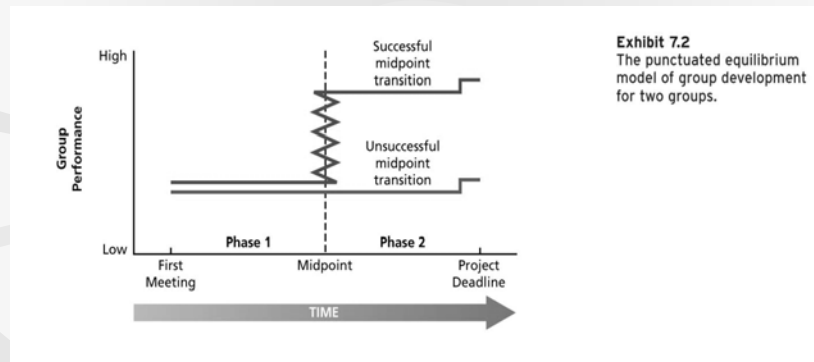 Exhibit 7.2
The punctuated equilibrium
model of group development
for two groups.
High
Successful
midpoint
transition
Group
Performance
Unsuccessful
midpoint
transition
Low
Phase 1
Phase 2
First
Meeting
Midpoint
Project
Deadline
TIME